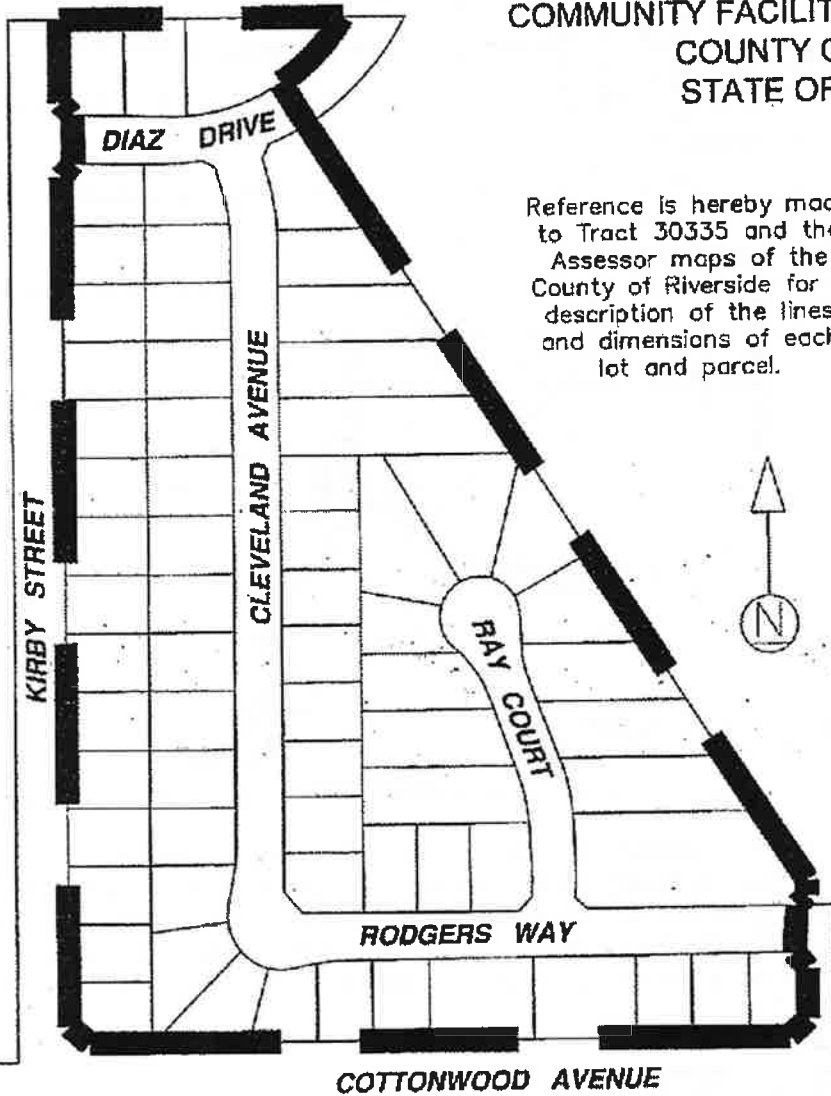 COMMUNITY FACILIT
COUNTY
STATE OF
DIAZ DRIVE
Reference is hereby mad
to Tract 30335 and the
Assessor maps of the
County of Riverside for
description of the lines
and dimensions of each
lot and parcel.
CLEVELAND AVENUE
KIRBY STREET
N
RAY COURT
RODGERS WAY
COTTONWOOD AVENUE